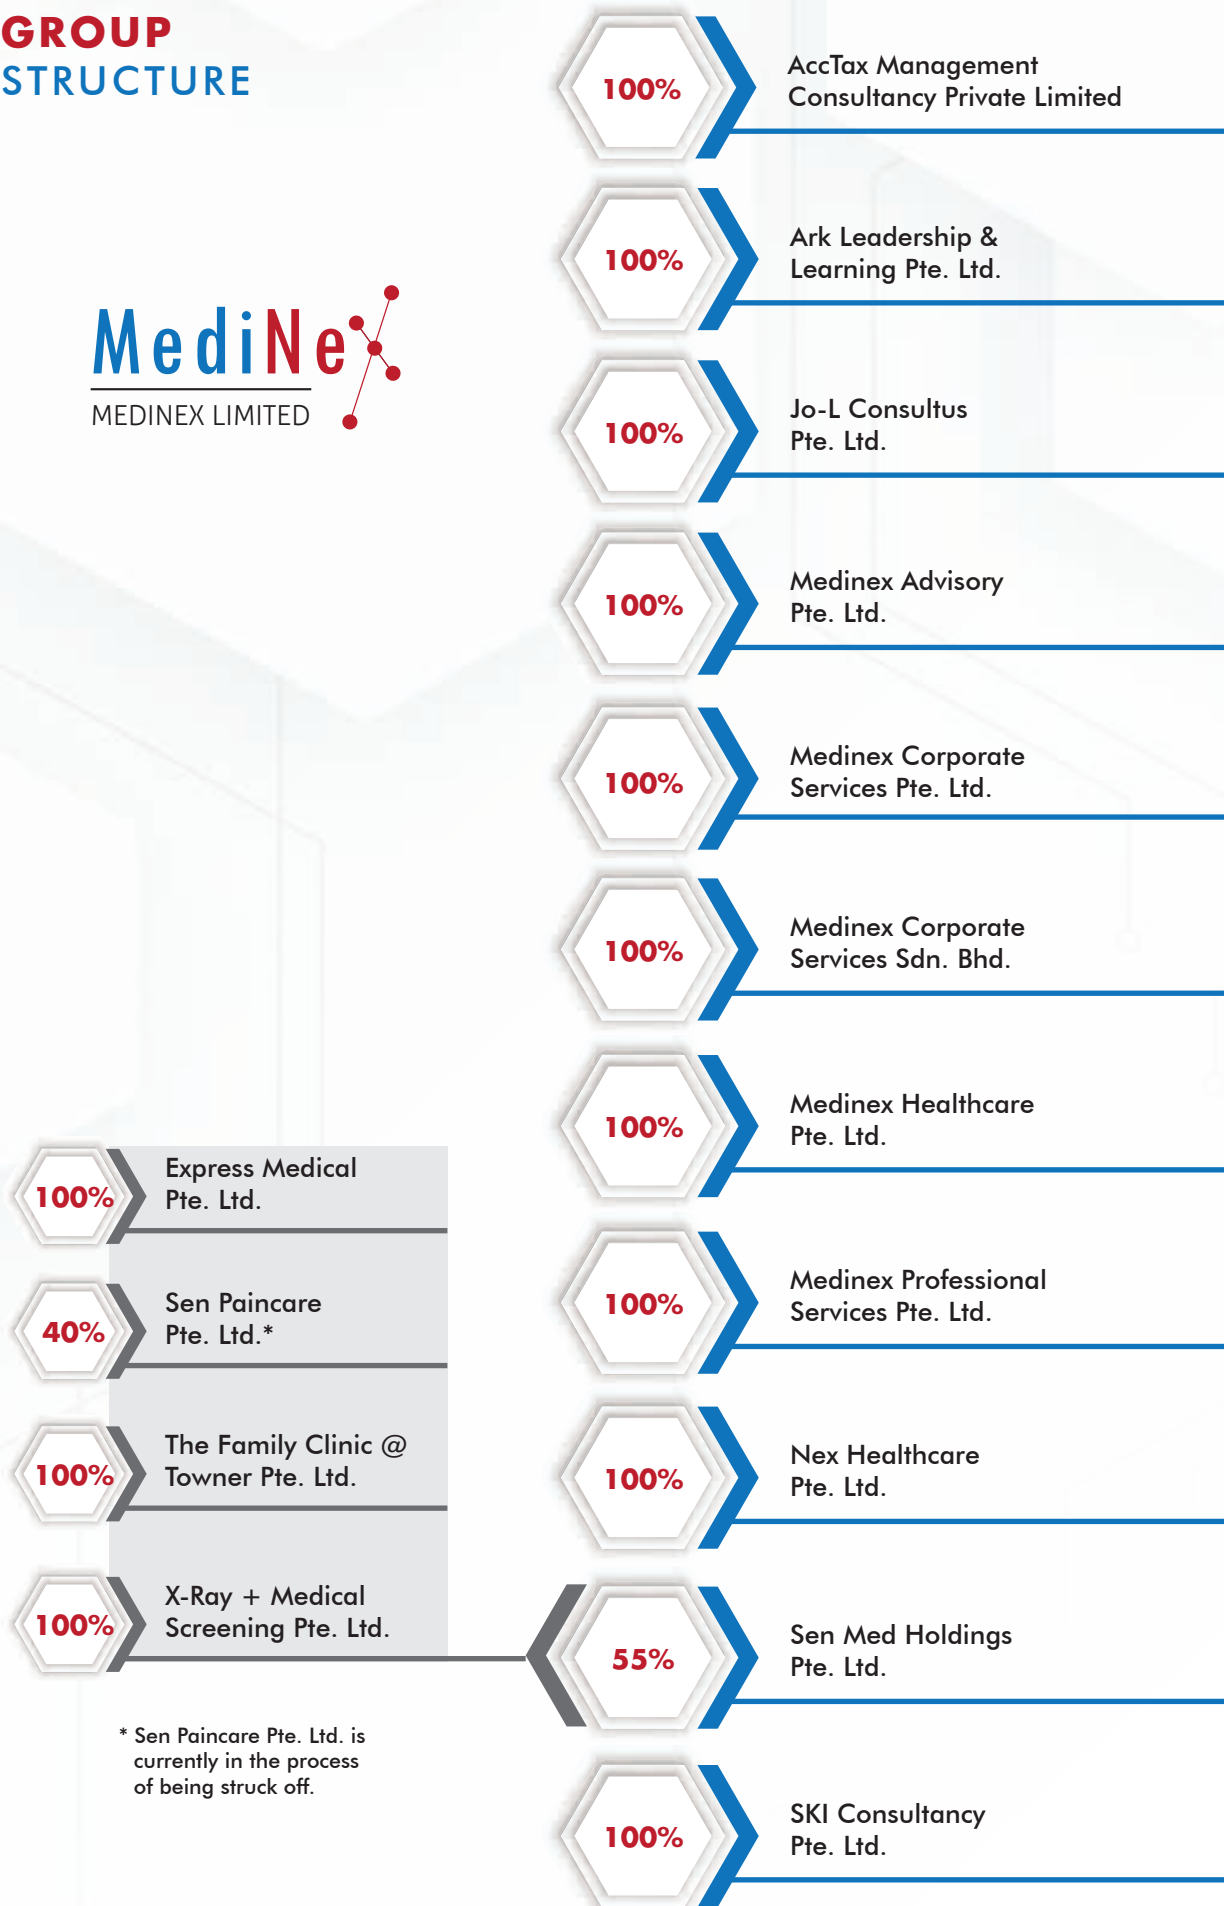 GROUP
STRUCTURE
MediNex
MEDINEX LIMITED
100%
AccTax Management
Consultancy Private Limited
100%
Ark Leadership &
Learning Pte. Ltd.
100%
Jo-L Consultus
Pte. Ltd.
100%
Medinex Advisory
Pte. Ltd.
100%
Medinex Corporate
Services Pte. Ltd.
100%
Medinex Corporate
Services Sdn. Bhd.
100%
Medinex Healthcare
Pte. Ltd.
100%
Medinex Professional
Services Pte. Ltd.
100%
Nex Healthcare
Pte. Ltd.
55%
Sen Med Holdings
Pte. Ltd.
100%
SKI Consultancy
Pte. Ltd.
100%
Express Medical
Pte. Ltd.
40%
Sen Paincare
Pte. Ltd.*
100%
The Family Clinic @
Towner Pte. Ltd.
100%
X-Ray + Medical
Screening Pte. Ltd.
* Sen Paincare Pte. Ltd. is
currently in the process
of being struck off.